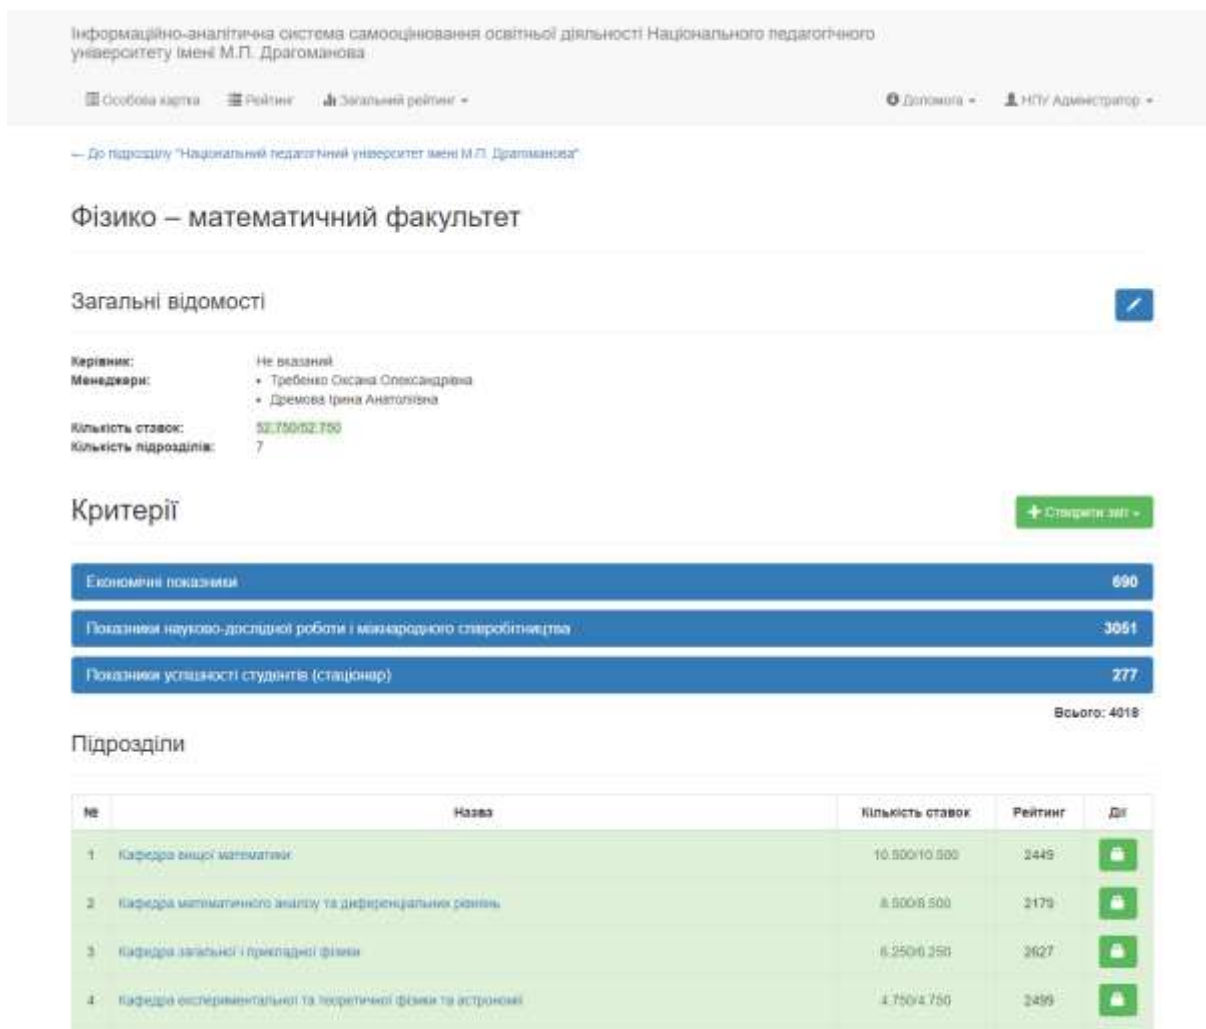 Інформаційно-аналітична система самооцінювання освітньої діяльності Національного педагогічного
університету імені М.П. Драгоманова
Особова картка Рейтинг Загальний рейтинг
Допомога НПУ Адміністратор
← До підрозділу "Національний педагогічний університет імені М.П. Драгоманова"
Фізико – математичний факультет
Загальні відомості
Керівник: Не вказаний
Менеджери: • Требенко Оксана Олександрівна
• Дремова Ірина Анатоліївна
Кількість ставок: 52.750/52.750
Кількість підрозділів: 7
Критерії
+ Створити звіт
Економічні показники 690
Показники науково-дослідної роботи і міжнародного співробітництва 3051
Показники успішності студентів (стаціонар) 277
Всього: 4018
Підрозділи
№ Назва Кількість ставок Рейтинг Дії
1 Кафедра вищої математики 10.500/10.500 2449
2 Кафедра математичного аналізу та диференціальних рівнянь 8.500/8.500 2179
3 Кафедра загальної і прикладної фізики 6.250/6.250 2627
4 Кафедра експериментальної та теоретичної фізики та астрономії 4.750/4.750 2499